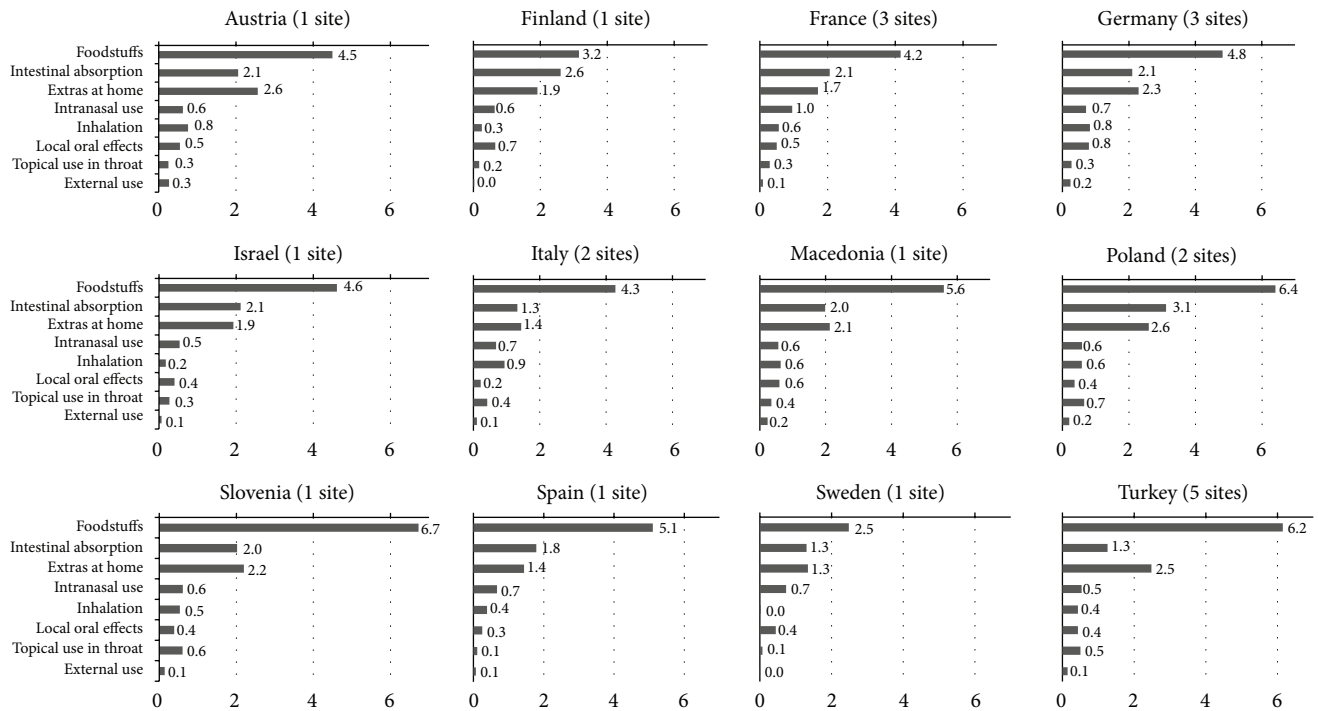 Austria (1 site)
Foodstuffs 4.5
Intestinal absorption 2.1
Extras at home 2.6
Intranasal use 0.6
Inhalation 0.8
Local oral effects 0.5
Topical use in throat 0.3
External use 0.3
0 2 4 6
Finland (1 site)
3.2
2.6
1.9
0.6
0.3
0.7
0.2
0.0
0 2 4 6
France (3 sites)
4.2
2.1
1.7
1.0
0.6
0.5
0.3
0.1
0 2 4 6
Germany (3 sites)
4.8
2.1
2.3
0.7
0.8
0.8
0.3
0.2
0 2 4 6
Israel (1 site)
Foodstuffs 4.6
Intestinal absorption 2.1
Extras at home 1.9
Intranasal use 0.5
Inhalation 0.2
Local oral effects 0.4
Topical use in throat 0.3
External use 0.1
0 2 4 6
Italy (2 sites)
4.3
1.3
1.4
0.7
0.9
0.2
0.4
0.1
0 2 4 6
Macedonia (1 site)
5.6
2.0
2.1
0.6
0.6
0.6
0.4
0.2
0 2 4 6
Poland (2 sites)
6.4
3.1
2.6
0.6
0.6
0.4
0.7
0.2
0 2 4 6
Slovenia (1 site)
Foodstuffs 6.7
Intestinal absorption 2.0
Extras at home 2.2
Intranasal use 0.6
Inhalation 0.5
Local oral effects 0.4
Topical use in throat 0.6
External use 0.1
0 2 4 6
Spain (1 site)
5.1
1.8
1.4
0.7
0.4
0.3
0.1
0.1
0 2 4 6
Sweden (1 site)
2.5
1.3
1.3
0.7
0.0
0.4
0.1
0.0
0 2 4 6
Turkey (5 sites)
6.2
1.3
2.5
0.5
0.4
0.4
0.5
0.1
0 2 4 6